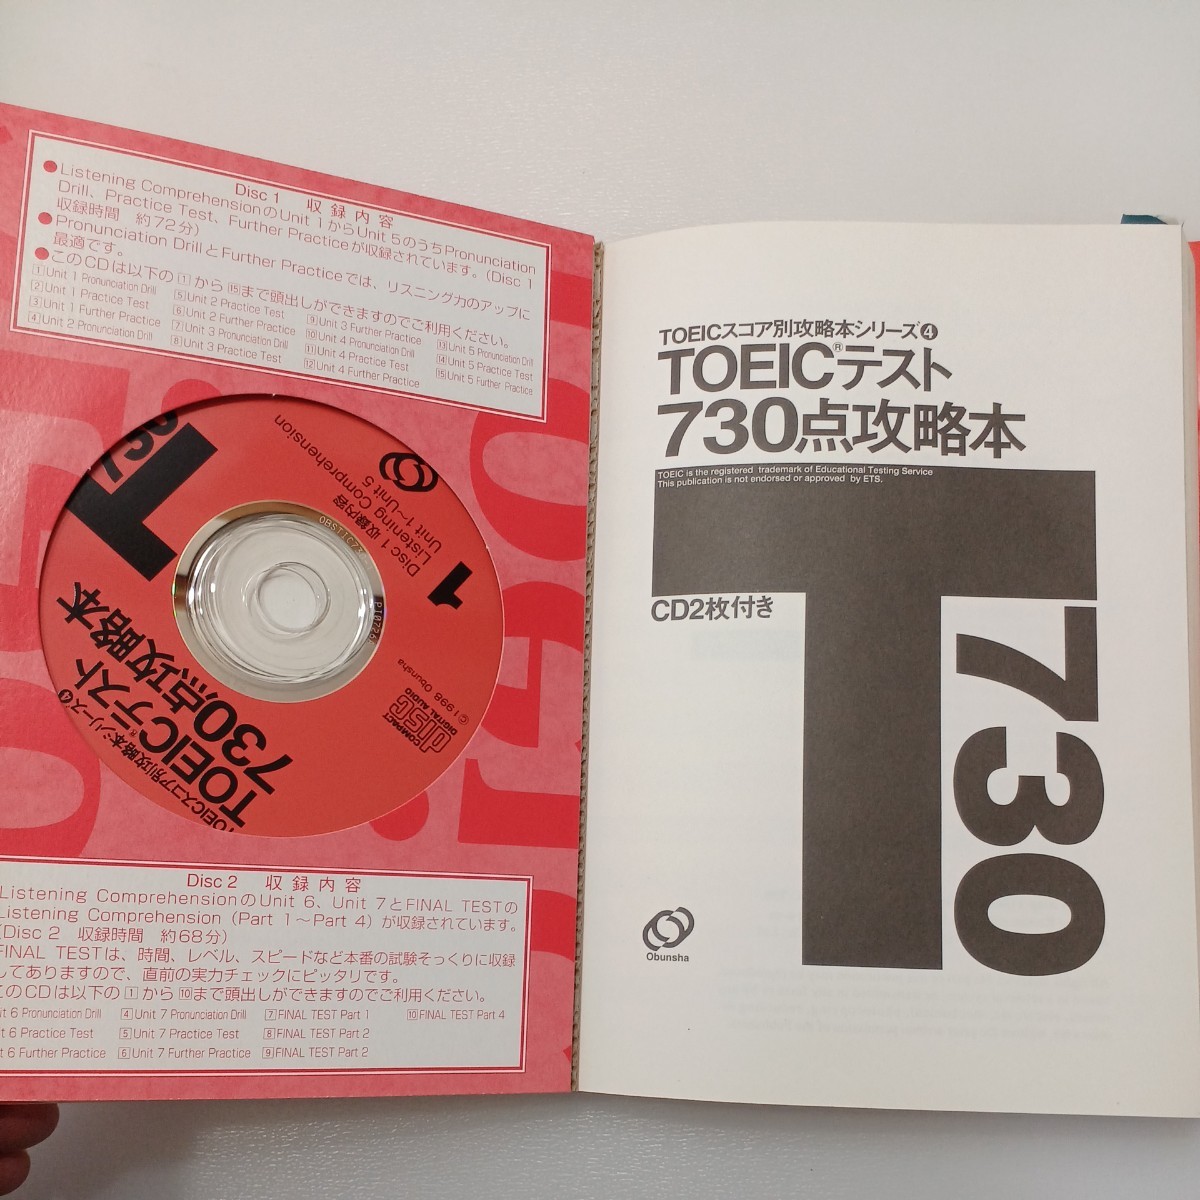 Disc 1 収録内容
●Listening ComprehensionのUnit 1からUnit 5のうちPronunciation
Drill、Practice Test、Further Practiceが収録されています。(Disc 1
収録時間 約72分)
●Pronunciation DrillとFurther Practiceでは、リスニング力のアップに
最適です。
●このCDは以下の1から15まで頭出しができますのでご利用ください。
1 Unit 1 Pronunciation Drill
2 Unit 1 Practice Test
3 Unit 1 Further Practice
4 Unit 2 Pronunciation Drill
5 Unit 2 Practice Test
6 Unit 2 Further Practice
7 Unit 3 Pronunciation Drill
8 Unit 3 Practice Test
9 Unit 3 Further Practice
10 Unit 4 Pronunciation Drill
11 Unit 4 Practice Test
12 Unit 4 Further Practice
13 Unit 5 Pronunciation Drill
14 Unit 5 Practice Test
15 Unit 5 Further Practice
T
1
Disc 1 収録内容
Listening Comprehension
Unit 1～Unit 5
TOEICスコア別攻略本シリーズ❹
TOEIC®テスト
730点攻略本
COMPACT
disc
DIGITAL AUDIO
©1998 Obunsha
Disc 2 収録内容
Listening ComprehensionのUnit 6、Unit 7とFINAL TESTの
Listening Comprehension (Part 1～Part 4) が収録されています。
(Disc 2 収録時間 約68分)
FINAL TESTは、時間、レベル、スピードなど本番の試験そっくりに収録
してありますので、直前の実力チェックにピッタリです。
このCDは以下の1から10まで頭出しができますのでご利用ください。
nit 6 Pronunciation Drill
it 6 Practice Test
it 6 Further Practice
4 Unit 7 Pronunciation Drill
5 Unit 7 Practice Test
6 Unit 7 Further Practice
7 FINAL TEST Part 1
8 FINAL TEST Part 2
9 FINAL TEST Part 2
10 FINAL TEST Part 4
TOEICスコア別攻略本シリーズ❹
TOEIC®テスト
730点攻略本
TOEIC is the registered trademark of Educational Testing Service
This publication is not endorsed or approved by ETS.
CD2枚付き
T
730
Obunsha